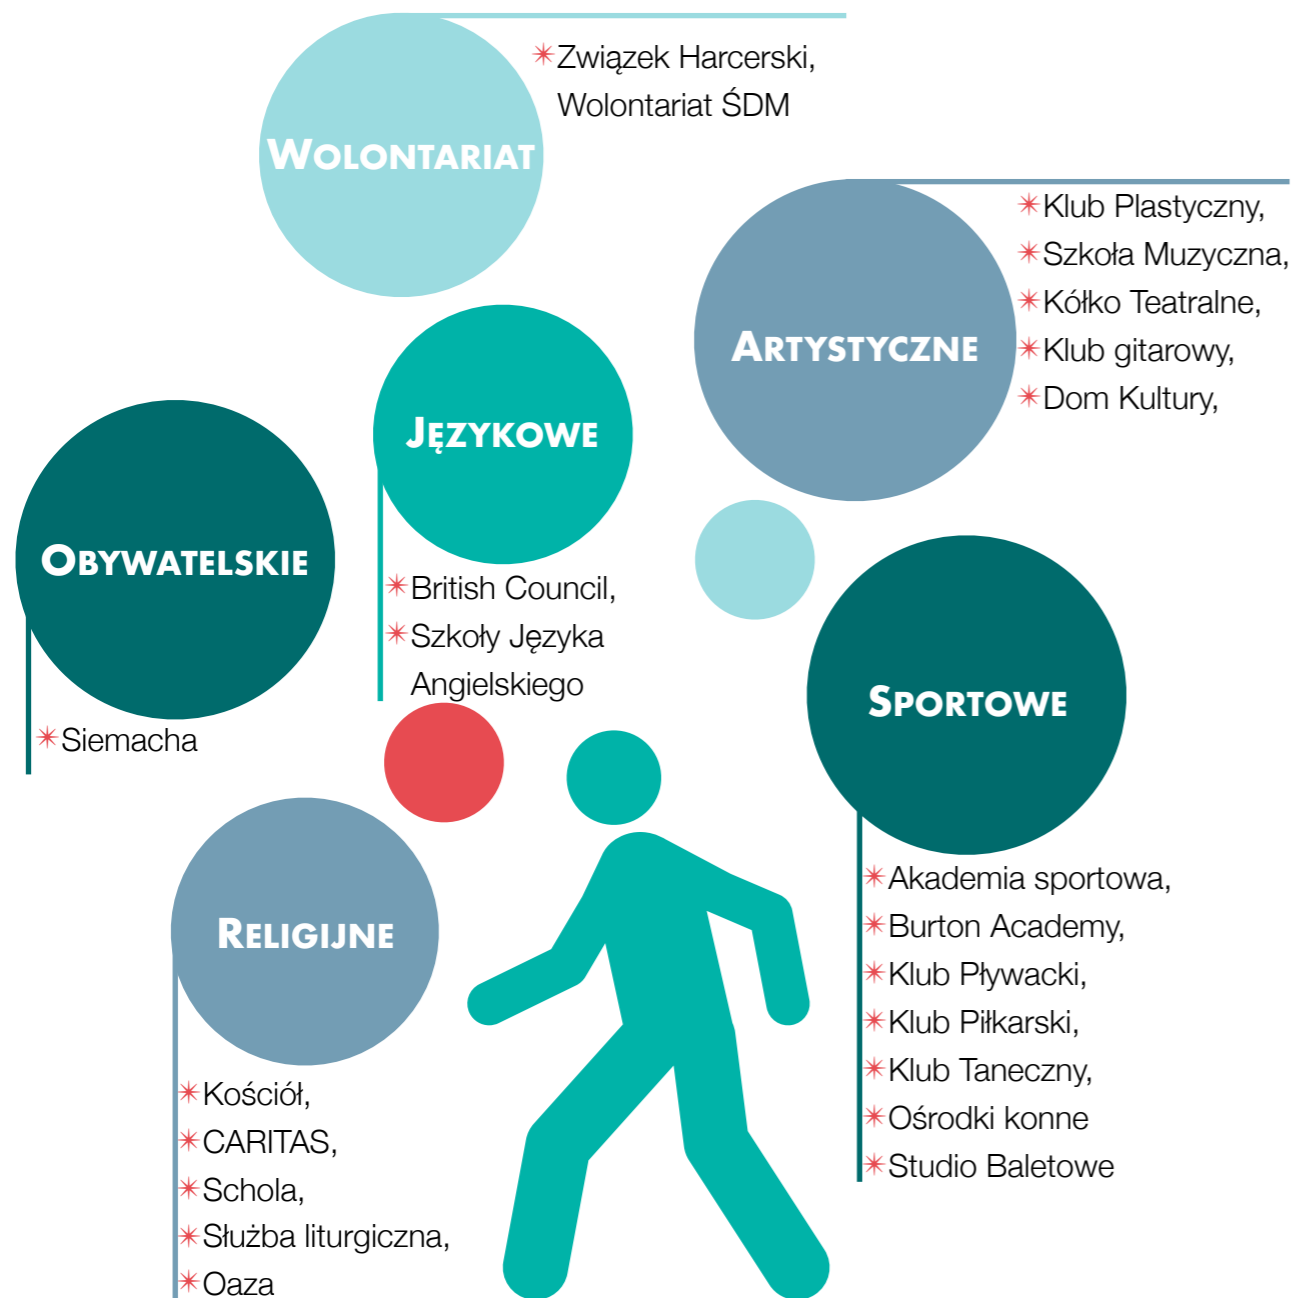 WOLONTARIAT
Związek Harcerski,
Wolontariat ŚDM
ARTYSTYCZNE
Klub Plastyczny,
Szkoła Muzyczna,
Kółko Teatralne,
Klub gitarowy,
Dom Kultury,
JĘZYKOWE
British Council,
Szkoły Języka
Angielskiego
OBYWATELSKIE
Siemacha
SPORTOWE
Akademia sportowa,
Burton Academy,
Klub Pływacki,
Klub Piłkarski,
Klub Taneczny,
Ośrodki konne
Studio Baletowe
RELIGIJNE
Kościół,
CARITAS,
Schola,
Służba liturgiczna,
Oaza